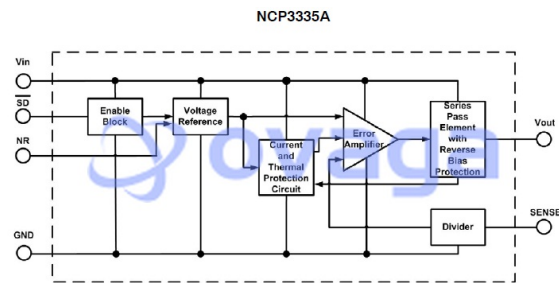 NCP3335A
Vin
SD
NR
GND
Enable
Block
Voltage
Reference
Current
and
Thermal
Protection
Circuit
Error
Amplifier
Series
Pass
Element
with
Reverse
Bias
Protection
Divider
Vout
SENSE
ovaga